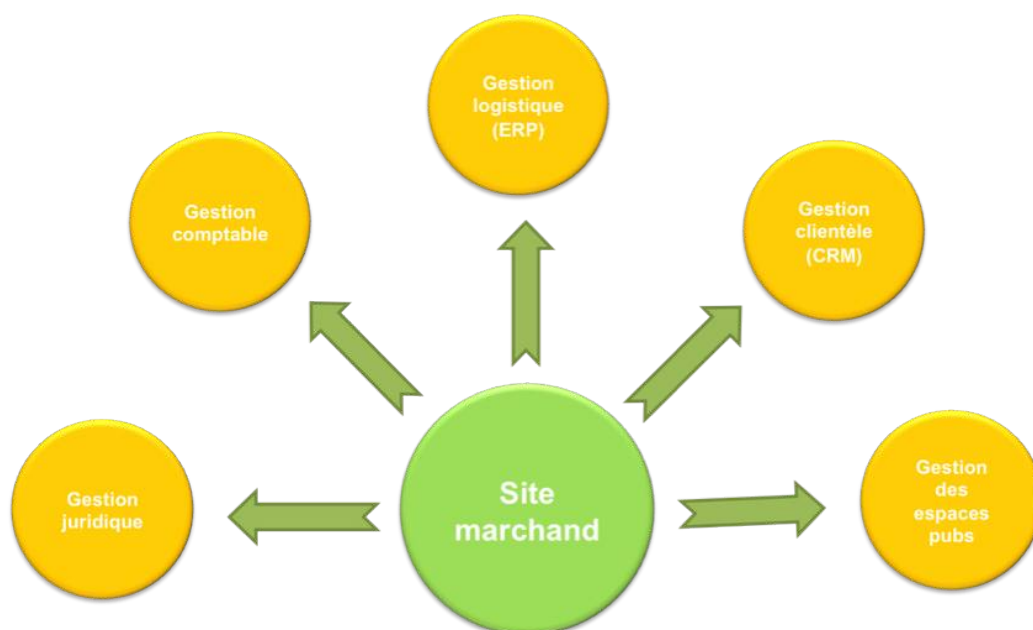 Gestion
logistique
(ERP)
Gestion
comptable
Gestion
clientèle
(CRM)
Gestion
juridique
Site
marchand
Gestion
des
espaces
pubs